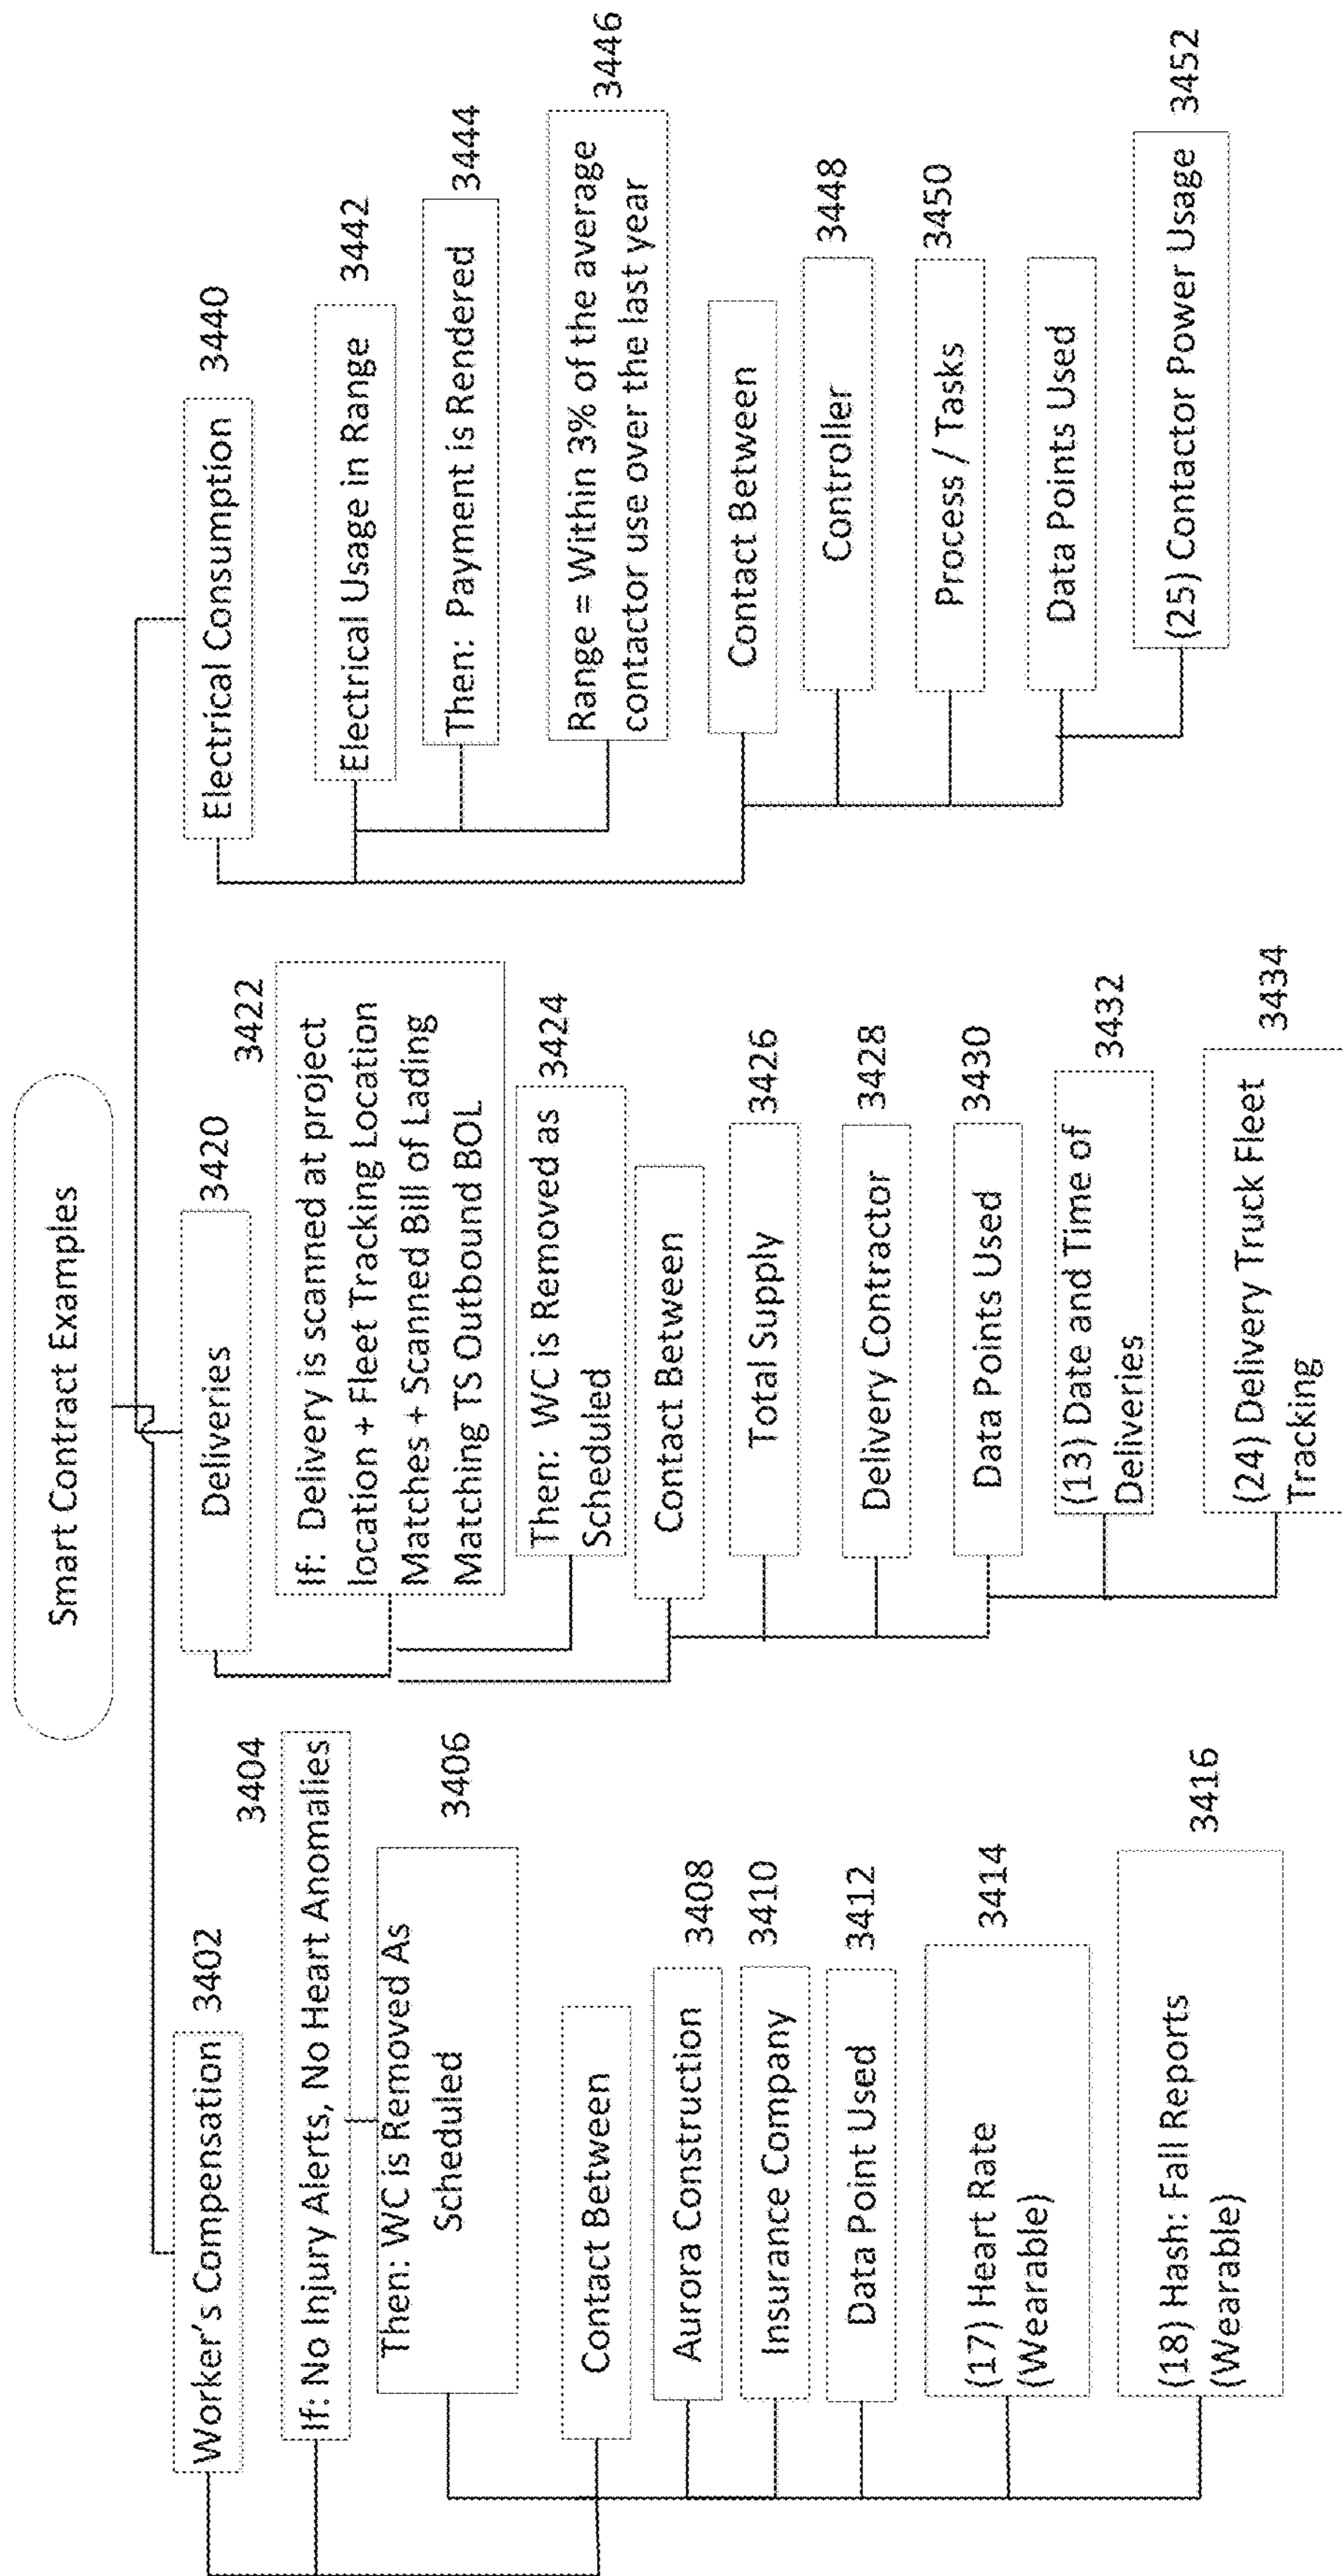 Smart Contract Examples
Worker's Compensation
3402
If: No Injury Alerts, No Heart Anomalies
3404
Then: WC is Removed As
Scheduled
3406
Contact Between
Aurora Construction
3408
Insurance Company
3410
Data Point Used
3412
(17) Heart Rate
(Wearable)
3414
(18) Hash: Fall Reports
(Wearable)
3416
Deliveries
3420
If: Delivery is scanned at project
location + Fleet Tracking Location
Matches + Scanned Bill of Lading
Matching TS Outbound BOL
3422
Then: WC is Removed as
Scheduled
3424
Contact Between
Total Supply
3426
Delivery Contractor
3428
Data Points Used
3430
(13) Date and Time of
Deliveries
3432
(24) Delivery Truck Fleet
Tracking
3434
Electrical Consumption
3440
Electrical Usage in Range
3442
Then: Payment is Rendered
3444
Range = Within 3% of the average
contactor use over the last year
3446
Contact Between
Controller
3448
Process / Tasks
3450
Data Points Used
(25) Contactor Power Usage
3452